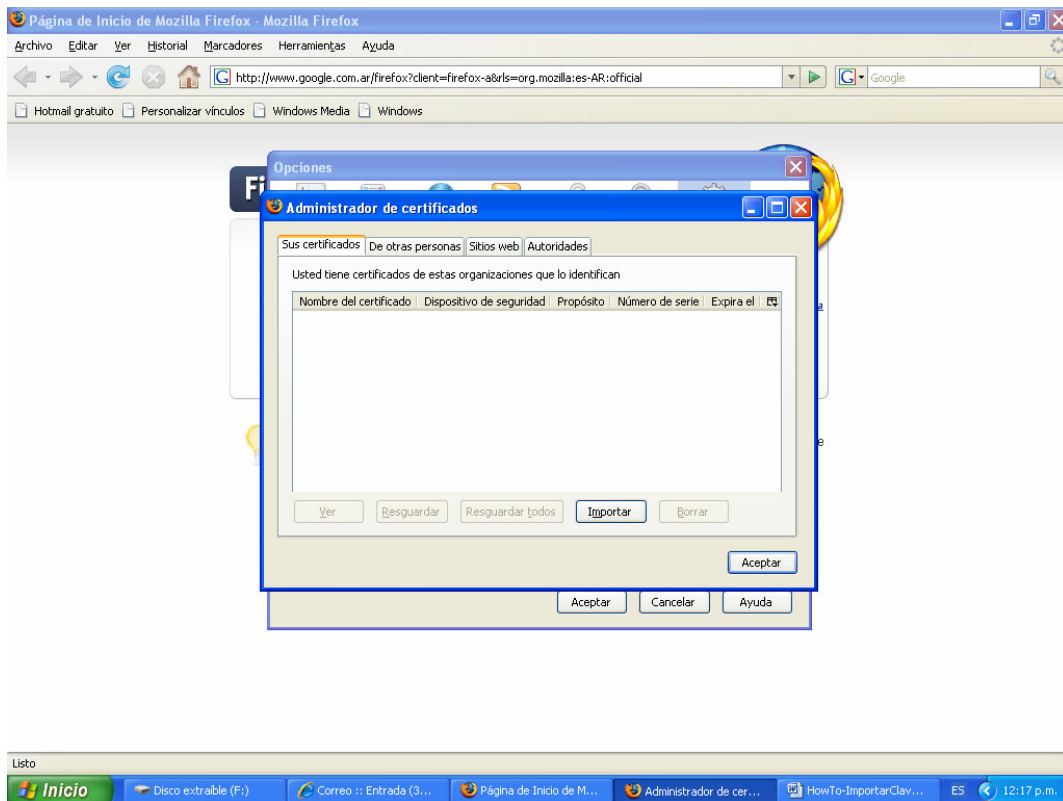 Página de Inicio de Mozilla Firefox - Mozilla Firefox
Archivo Editar Ver Historial Marcadores Herramientas Ayuda
http://www.google.com.ar/firefox?client=firefox-a&rls=org.mozilla:es-AR:official
G Google
Hotmail gratuito Personalizar vínculos Windows Media Windows
Opciones
Fi
Administrador de certificados
Sus certificados De otras personas Sitios web Autoridades
Usted tiene certificados de estas organizaciones que lo identifican
Nombre del certificado Dispositivo de seguridad Propósito Número de serie Expira el
a
e
Ver Resguardar Resguardar todos Importar Borrar
Aceptar
Aceptar Cancelar Ayuda
Listo
Inicio Disco extraíble (F:) Correo :: Entrada (3... Página de Inicio de M... Administrador de cer... HowTo-ImportarClav... ES 12:17 p.m.